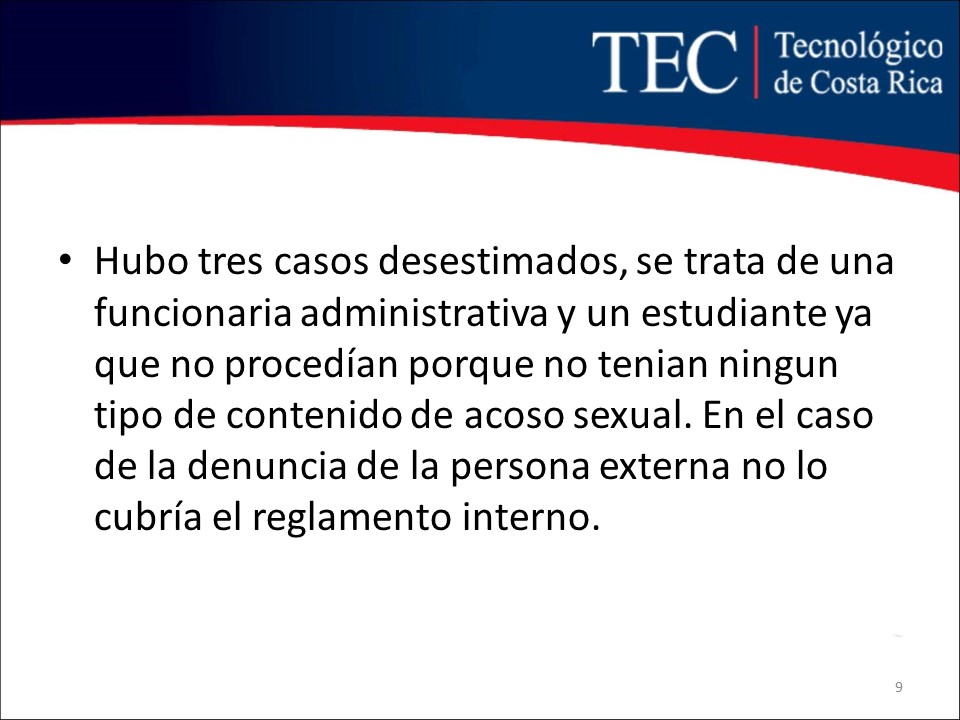 TEC
Tecnológico
de Costa Rica
• Hubo tres casos desestimados, se trata de una
funcionaria administrativa y un estudiante ya
que no procedían porque no tenian ningun
tipo de contenido de acoso sexual. En el caso
de la denuncia de la persona externa no lo
cubría el reglamento interno.
9